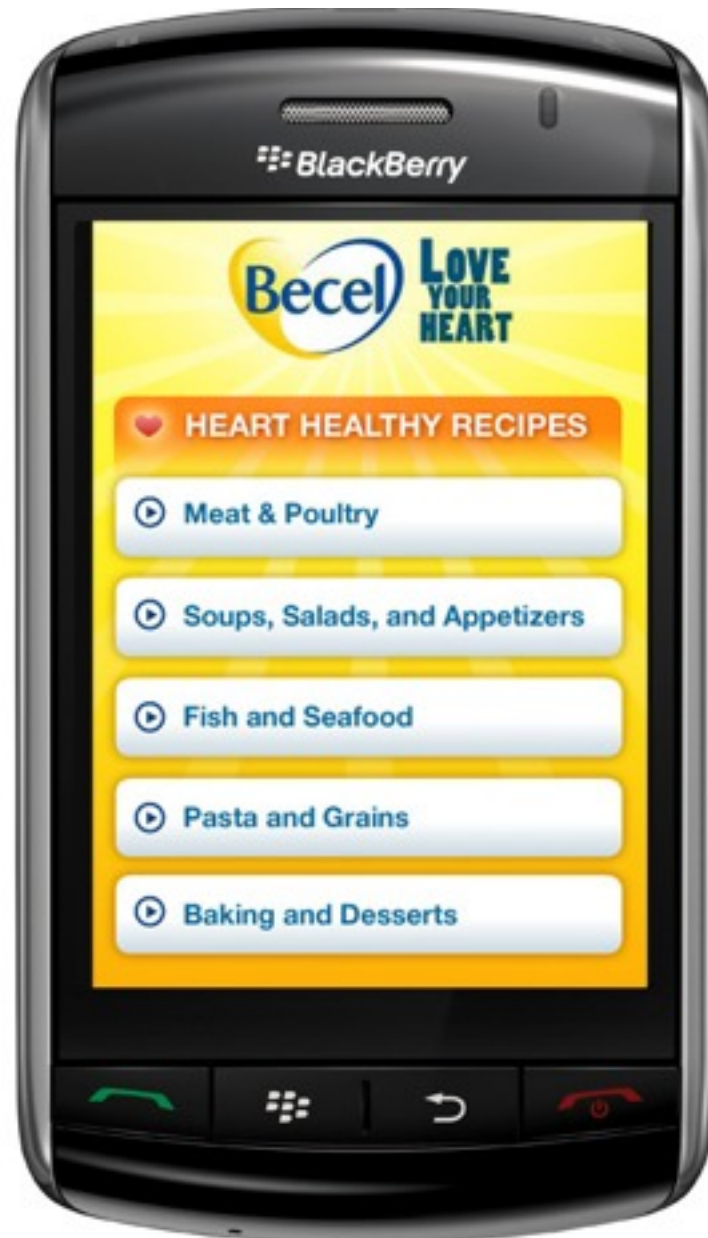 BlackBerry
Becel
LOVE
YOUR
HEART
HEART HEALTHY RECIPES
Meat & Poultry
Soups, Salads, and Appetizers
Fish and Seafood
Pasta and Grains
Baking and Desserts